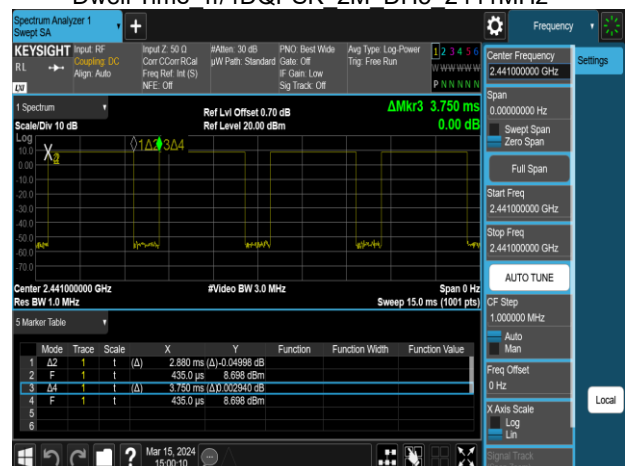 Dwell Time_π/4DQPSK_2M_DH5_2441MHz
Spectrum Analyzer 1
Swept SA
+
Frequency
KEYSIGHT
RL
LXI
Input: RF
Coupling: DC
Align: Auto
Input Z: 50 Ω
Corr CCorr RCal
Freq Ref: Int (S)
NFE: Off
#Atten: 30 dB
µW Path: Standard
PNO: Best Wide
Gate: Off
IF Gain: Low
Sig Track: Off
Avg Type: Log-Power
Trig: Free Run
1 2 3 4 5 6
W W W W W W
P N N N N N
1 Spectrum
Scale/Div 10 dB
Ref Lvl Offset 0.70 dB
Ref Level 20.00 dBm
ΔMkr3 3.750 ms
0.00 dB
Log
10.0
0.00
-10.0
-20.0
-30.0
-40.0
-50.0
-60.0
-70.0
X2
1Δ2
3Δ4
Center 2.441000000 GHz
Res BW 1.0 MHz
#Video BW 3.0 MHz
Span 0 Hz
Sweep 15.0 ms (1001 pts)
5 Marker Table
Mode Trace Scale X Y Function Function Width Function Value
1 Δ2 1 t (Δ) 2.880 ms (Δ) -0.04998 dB
2 F 1 t 435.0 µs 8.698 dBm
3 Δ4 1 t (Δ) 3.750 ms (Δ) 0.002940 dB
4 F 1 t 435.0 µs 8.698 dBm
5
6
Mar 15, 2024
15:00:10
?
Center Frequency
2.441000000 GHz
Span
0.00000000 Hz
Swept Span
Zero Span
Full Span
Start Freq
2.441000000 GHz
Stop Freq
2.441000000 GHz
AUTO TUNE
CF Step
1.000000 MHz
Auto
Man
Freq Offset
0 Hz
X Axis Scale
Log
Lin
Signal Track
Settings
Local